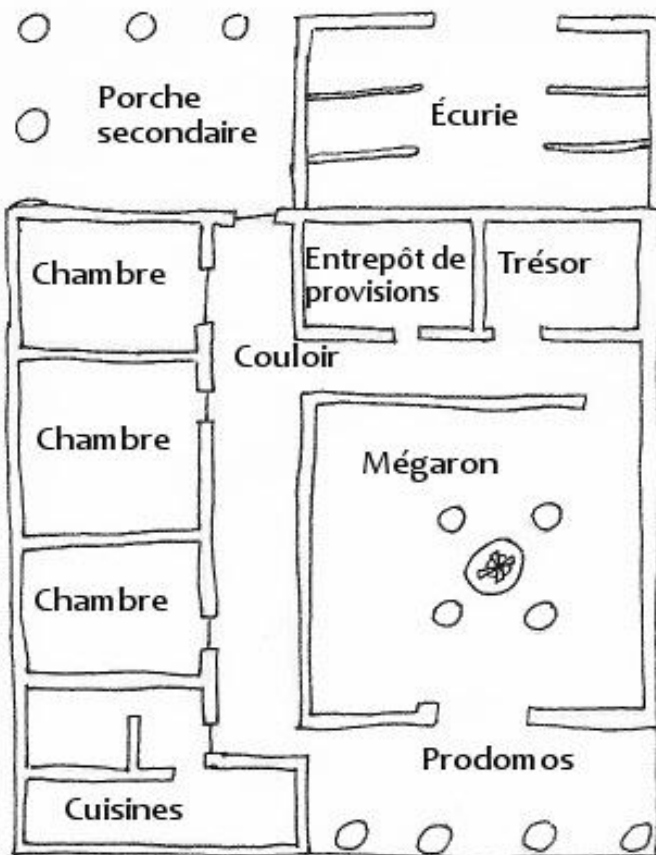 Porche
secondaire
Écurie
Chambre
Entrepôt de
provisions
Trésor
Couloir
Chambre
Mégaron
Chambre
Prodomos
Cuisines